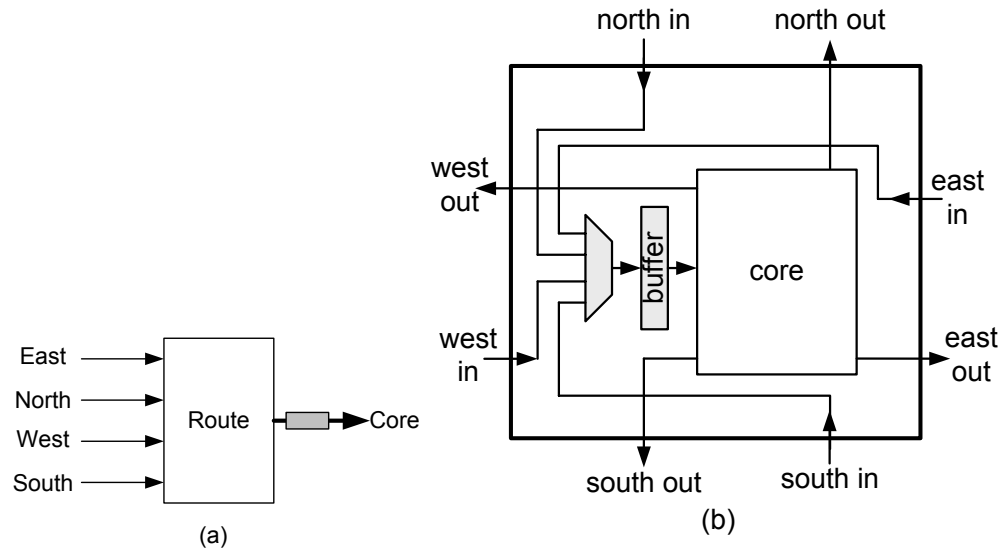 East
North
West
South
Route
Core
(a)
north in
north out
west
out
east
in
buffer
core
west
in
east
out
south out
south in
(b)